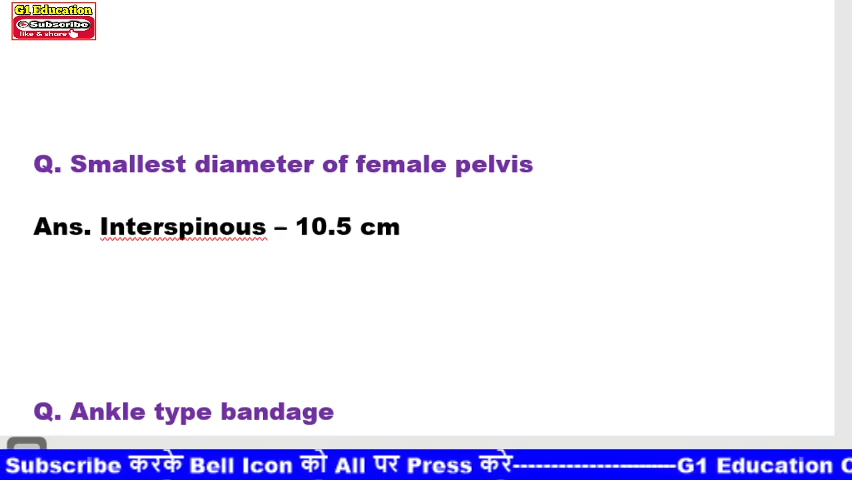 G1 Education
Subscribe
like & share
Q. Smallest diameter of female pelvis
Ans. Interspinous – 10.5 cm
Q. Ankle type bandage
Subscribe करके Bell Icon को All पर Press करे----------------------G1 Education